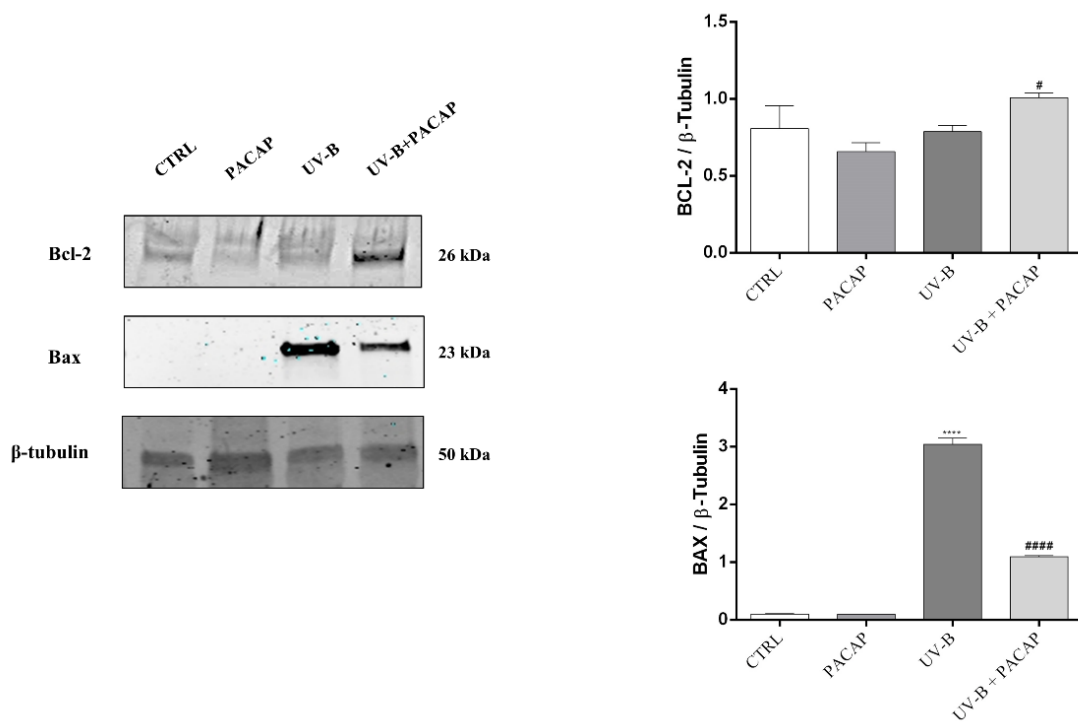 CTRL
PACAP
UV-B
UV-B+PACAP
Bcl-2
26 kDa
Bax
23 kDa
β-tubulin
50 kDa
BCL-2 / β-Tubulin
1.5
1.0
0.5
0.0
#
CTRL
PACAP
UV-B
UV-B + PACAP
BAX / β-Tubulin
4
3
2
1
0
****
####
CTRL
PACAP
UV-B
UV-B + PACAP